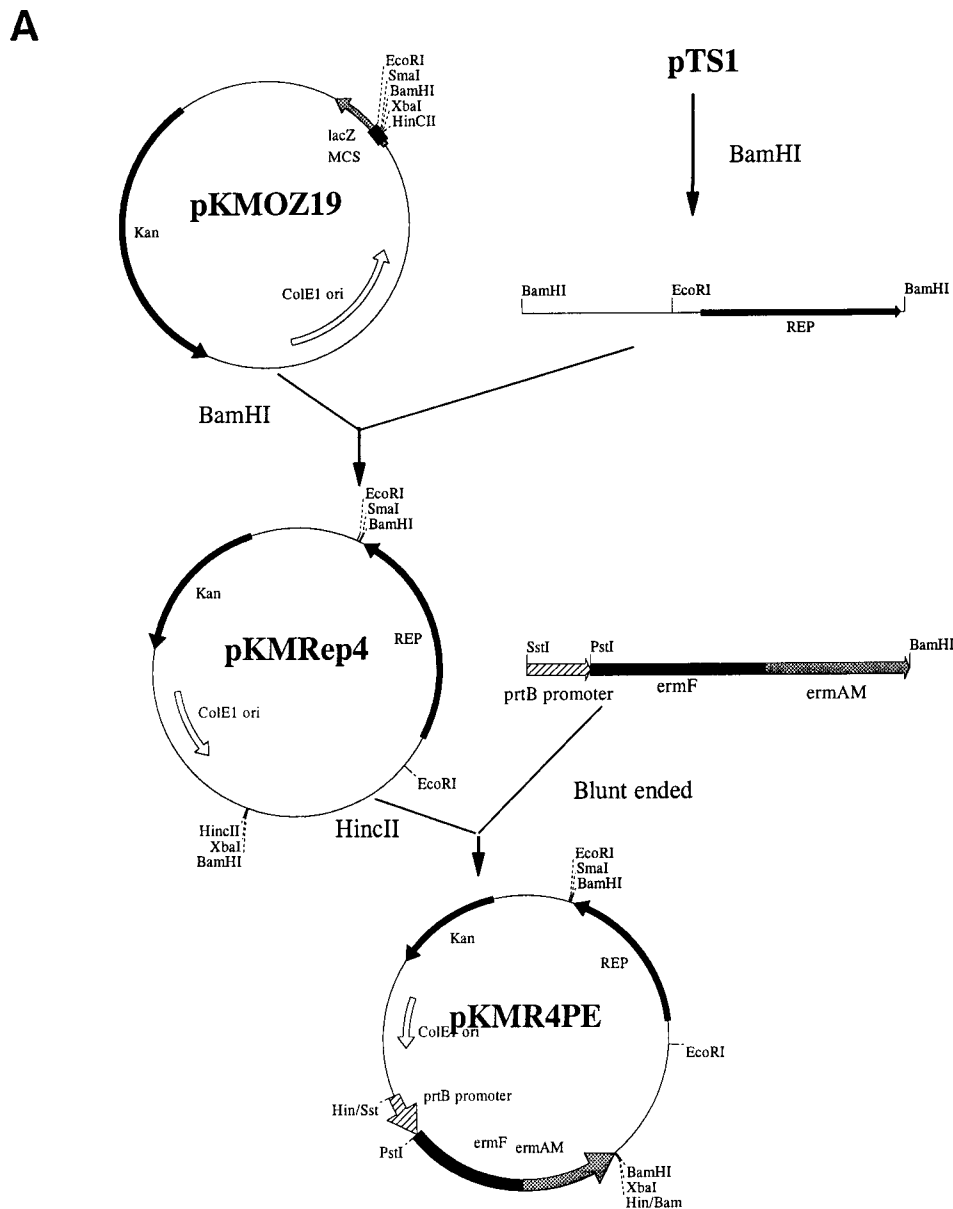 A
EcoRI
SmaI
BamHI
XbaI
HinCII
lacZ
MCS
pKMOZ19
Kan
ColE1 ori
pTS1
BamHI
BamHI
EcoRI
BamHI
REP
BamHI
EcoRI
SmaI
BamHI
Kan
REP
pKMRep4
ColE1 ori
EcoRI
HincII
XbaI
BamHI
HincII
SstI
PstI
BamHI
prtB promoter
ermF
ermAM
Blunt ended
EcoRI
SmaI
BamHI
Kan
REP
pKMR4PE
ColE1 ori
EcoRI
prtB promoter
Hin/Sst
PstI
ermF
ermAM
BamHI
XbaI
Hin/Bam